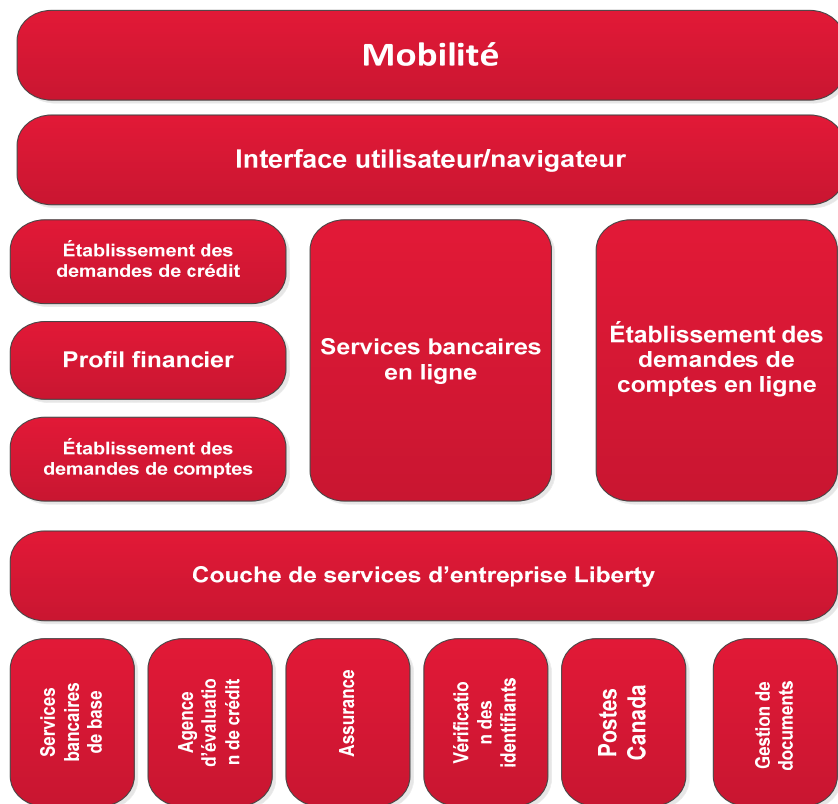 Mobilité
Interface utilisateur/navigateur
Établissement des
demandes de crédit
Profil financier
Établissement des
demandes de comptes
Services bancaires
en ligne
Établissement des
demandes de
comptes en ligne
Couche de services d’entreprise Liberty
Services
bancaires
de base
Agence
d’évaluatio
n de crédit
Assurance
Vérificatio
n des
identifiants
Postes
Canada
Gestion de
documents